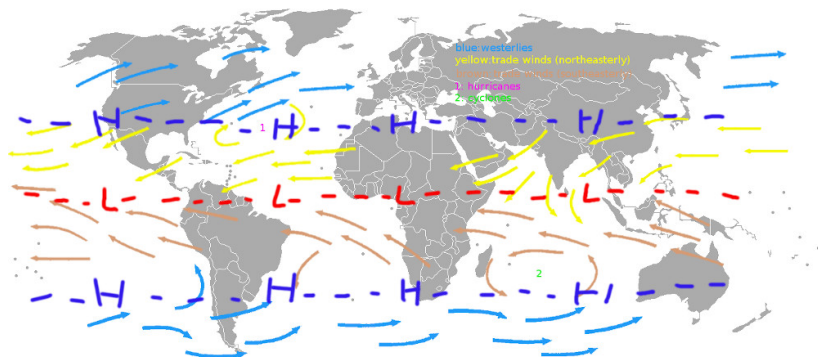 blue:westerlies
yellow:trade winds (northeasterly)
1: hurricanes
2: cyclones
H H H H
1
L L L L
2
H H H H